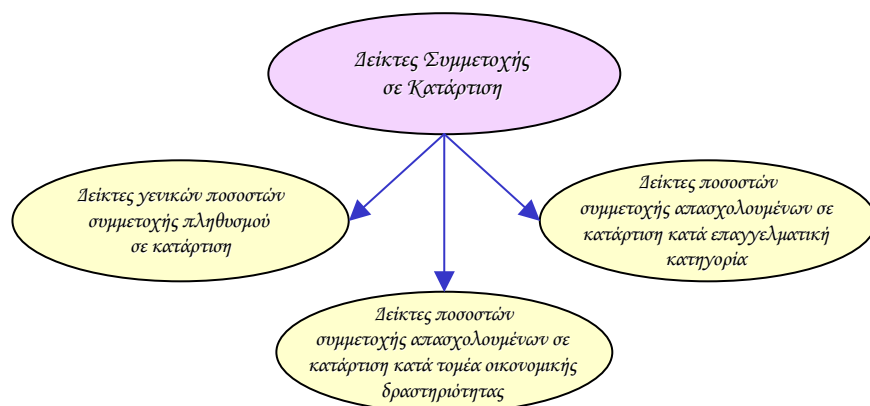 Δείκτες Συμμετοχής
σε Κατάρτιση
Δείκτες γενικών ποσοστών
συμμετοχής πληθυσμού
σε κατάρτιση
Δείκτες ποσοστών
συμμετοχής απασχολουμένων σε
κατάρτιση κατά επαγγελματική
κατηγορία
Δείκτες ποσοστών
συμμετοχής απασχολουμένων σε
κατάρτιση κατά τομέα οικονομικής
δραστηριότητας